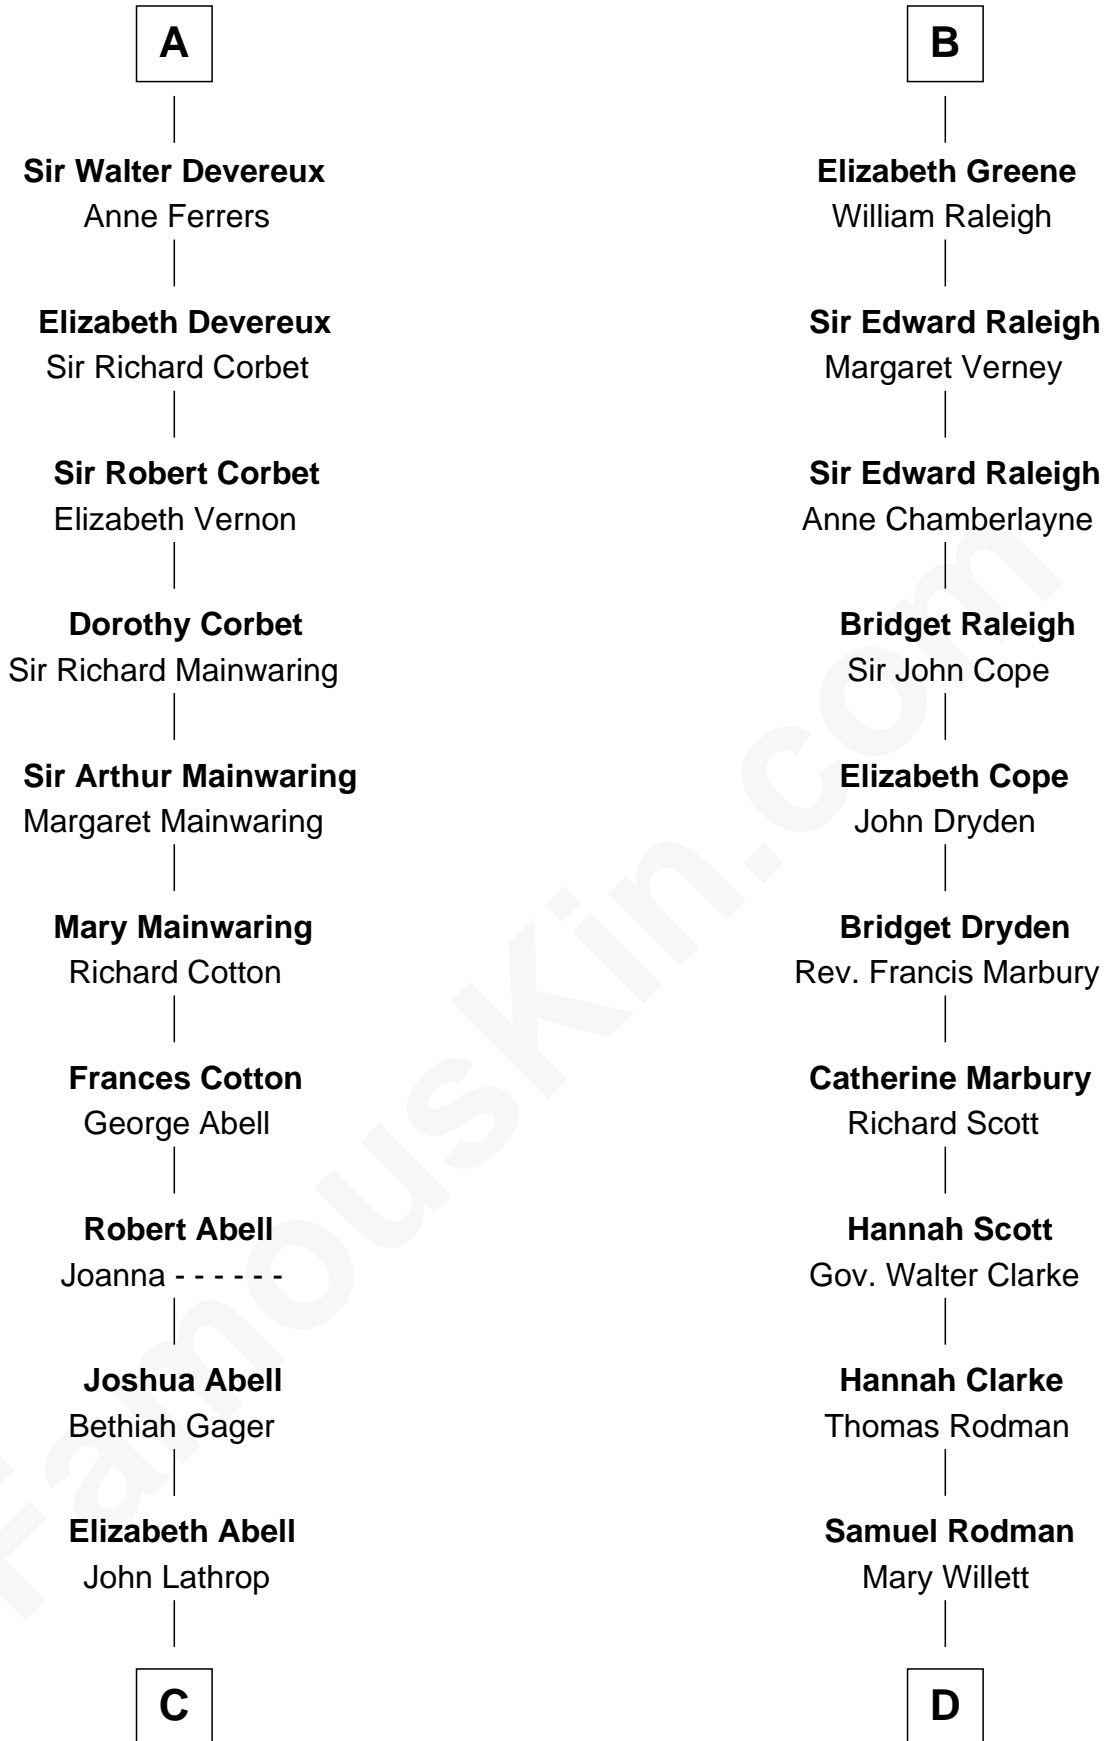 A
Sir Walter Devereux
Anne Ferrers
Elizabeth Devereux
Sir Richard Corbet
Sir Robert Corbet
Elizabeth Vernon
Dorothy Corbet
Sir Richard Mainwaring
Sir Arthur Mainwaring
Margaret Mainwaring
Mary Mainwaring
Richard Cotton
Frances Cotton
George Abell
Robert Abell
Joanna - - - - - -
Joshua Abell
Bethiah Gager
Elizabeth Abell
John Lathrop
C
B
Elizabeth Greene
William Raleigh
Sir Edward Raleigh
Margaret Verney
Sir Edward Raleigh
Anne Chamberlayne
Bridget Raleigh
Sir John Cope
Elizabeth Cope
John Dryden
Bridget Dryden
Rev. Francis Marbury
Catherine Marbury
Richard Scott
Hannah Scott
Gov. Walter Clarke
Hannah Clarke
Thomas Rodman
Samuel Rodman
Mary Willett
D
FamousKin.com